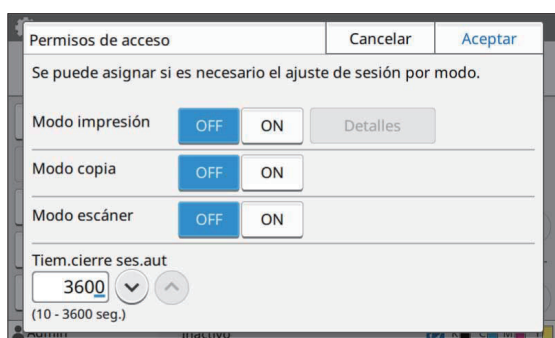 Permisos de acceso Cancelar Aceptar
Se puede asignar si es necesario el ajuste de sesión por modo.
Modo impresión OFF ON Detalles
Modo copia OFF ON
Modo escáner OFF ON
Tiem.cierre ses.aut
3600
(10 - 3600 seg.)
Admin Inactivo K C M Y